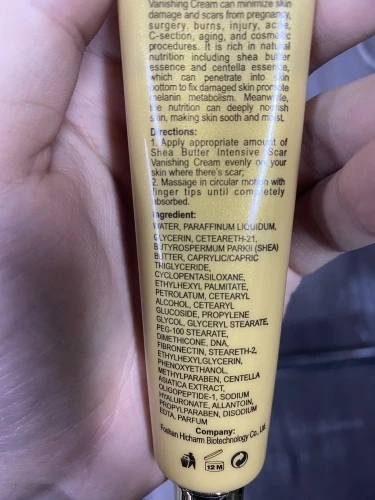 Vanishing Cream can minimize skin
damage and scars from pregnancy,
surgery. burns, injury, acne,
C-section, aging, and cosmetic
procedures. It is rich in natural
nutrition including shea butter
essence and centella essence,
which can penetrate into skin
bottom to fix damaged skin promote
melanin metabolism. Meanwhile,
the nutrition can deeply nourish
skin, making skin sooth and moist.
Directions:
1. Apply appropriate amount of
Shea Butter Intensive Scar
Vanishing Cream evenly on your
skin where there's scar;
2. Massage in circular motion with
finger tips until completely
absorbed.
Ingredient:
WATER, PARAFFINUM LIQUIDUM,
GLYCERIN, CETEARETH-21,
BUTYROSPERMUM PARKII (SHEA)
BUTTER, CAPRYLIC/CAPRIC
THIGLYCERIDE,
CYCLOPENTASILOXANE,
ETHYLHEXYL PALMITATE,
PETROLATUM, CETEARYL
ALCOHOL, CETEARYL
GLUCOSIDE, PROPYLENE
GLYCOL, GLYCERYL STEARATE,
PEG-100 STEARATE,
DIMETHICONE, DNA,
FIBRONECTIN, STEARETH-2,
ETHYLHEXYLGLYCERIN,
PHENOXYETHANOL,
METHYLPARABEN, CENTELLA
ASIATICA EXTRACT,
OLIGOPEPTIDE-1, SODIUM
HYALURONATE, ALLANTOIN,
PROPYLPARABEN, DISODIUM
EDTA, PARFUM
Company:
Foshan Hicharm Biotechnology Co., Ltd.
12 M